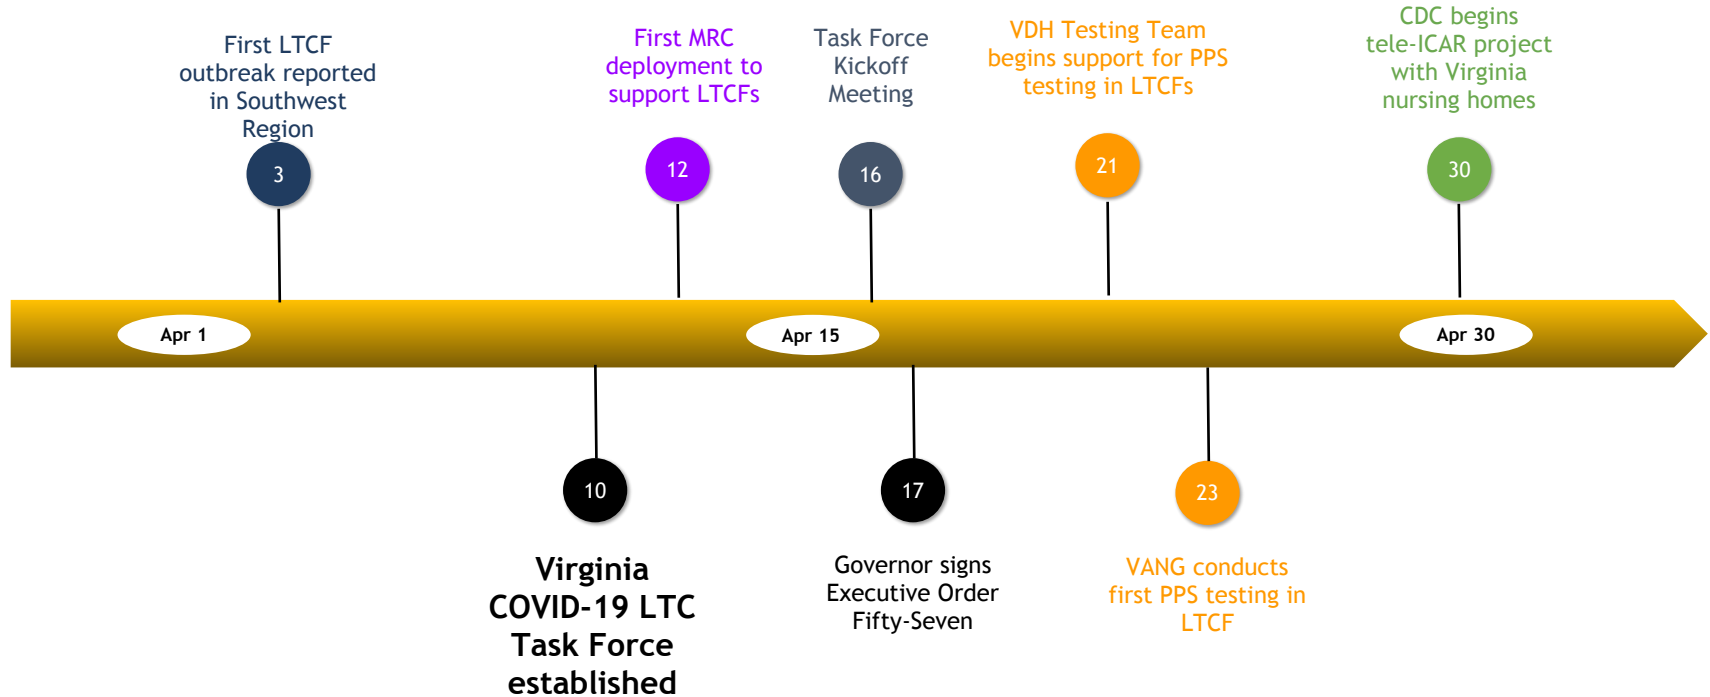 First LTCF
outbreak reported
in Southwest
Region
3
First MRC
deployment to
support LTCFs
12
Task Force
Kickoff
Meeting
16
VDH Testing Team
begins support for PPS
testing in LTCFs
21
CDC begins
tele-ICAR project
with Virginia
nursing homes
30
Apr 1
Apr 15
Apr 30
10
Virginia
COVID-19 LTC
Task Force
established
17
Governor signs
Executive Order
Fifty-Seven
23
VANG conducts
first PPS testing in
LTCF